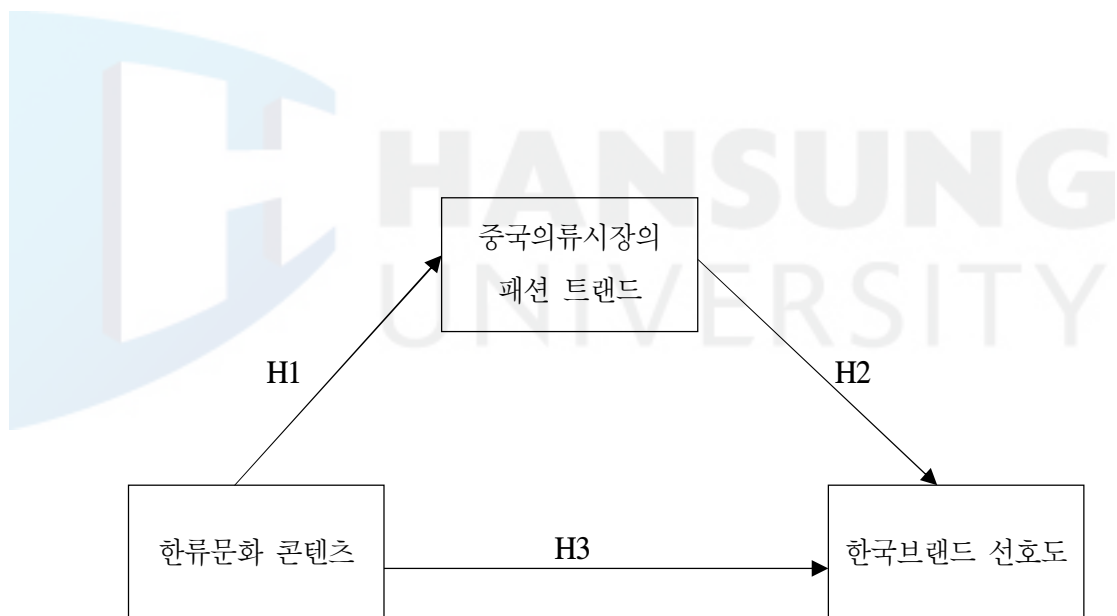 HANSUNG
UNIVERSITY
중국의류시장의
패션 트랜드
H1
H2
한류문화 콘텐츠
H3
한국브랜드 선호도